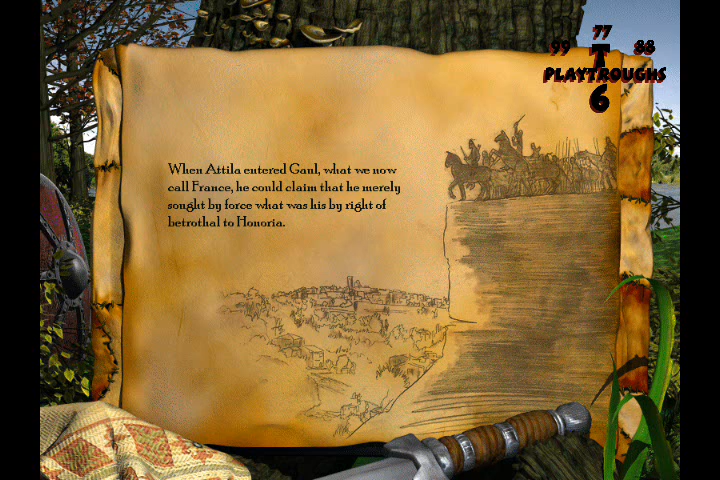 77
99 T 88
PLAYTROUGHS
6
When Attila entered Gaul, what we now
call France, he could claim that he merely
sought by force what was his by right of
betrothal to Honoria.